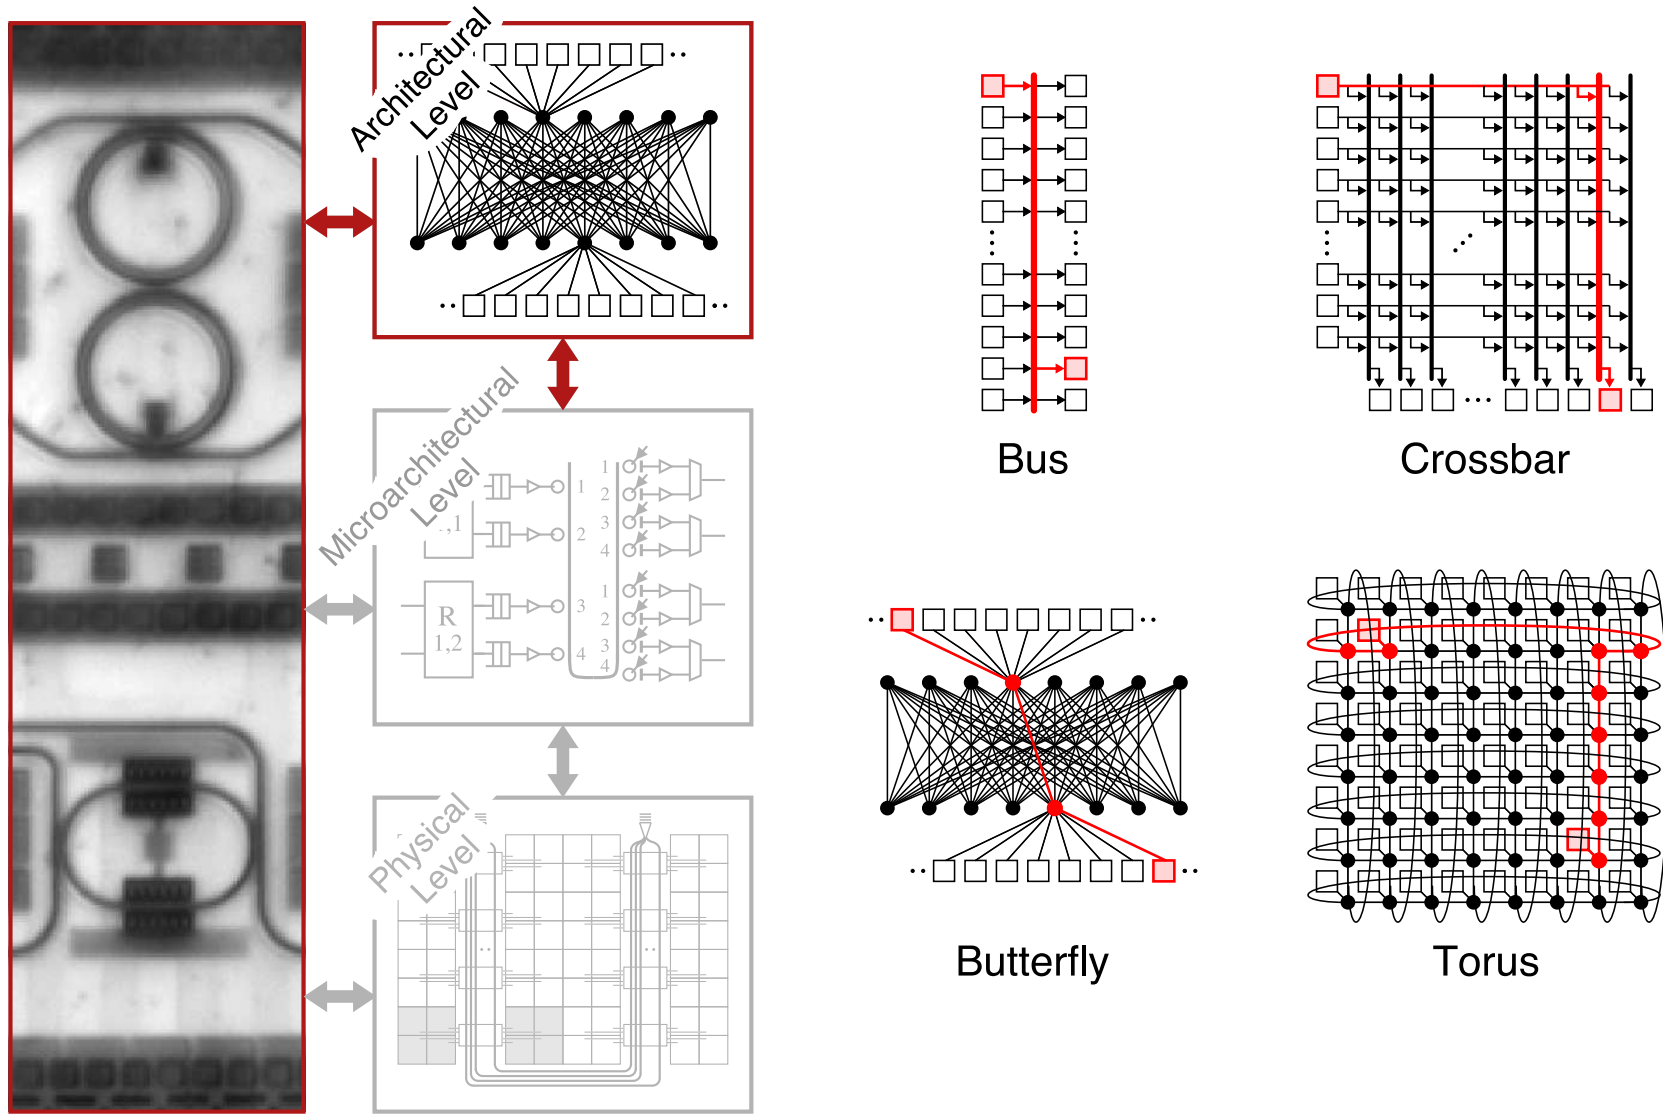 Architectural
Level
Microarchitectural
Level
,1
R
1,2
1
2
3
4
1
2
3
4
1
2
3
4
Physical
Level
Bus
Crossbar
Butterfly
Torus